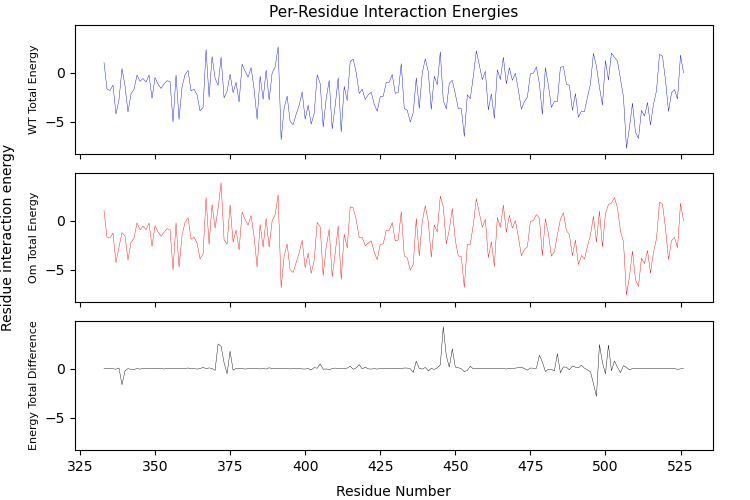 Per-Residue Interaction Energies
Residue interaction energy
WT Total Energy
0
−5
Om Total Energy
0
−5
Energy Total Difference
0
−5
325 350 375 400 425 450 475 500 525
Residue Number